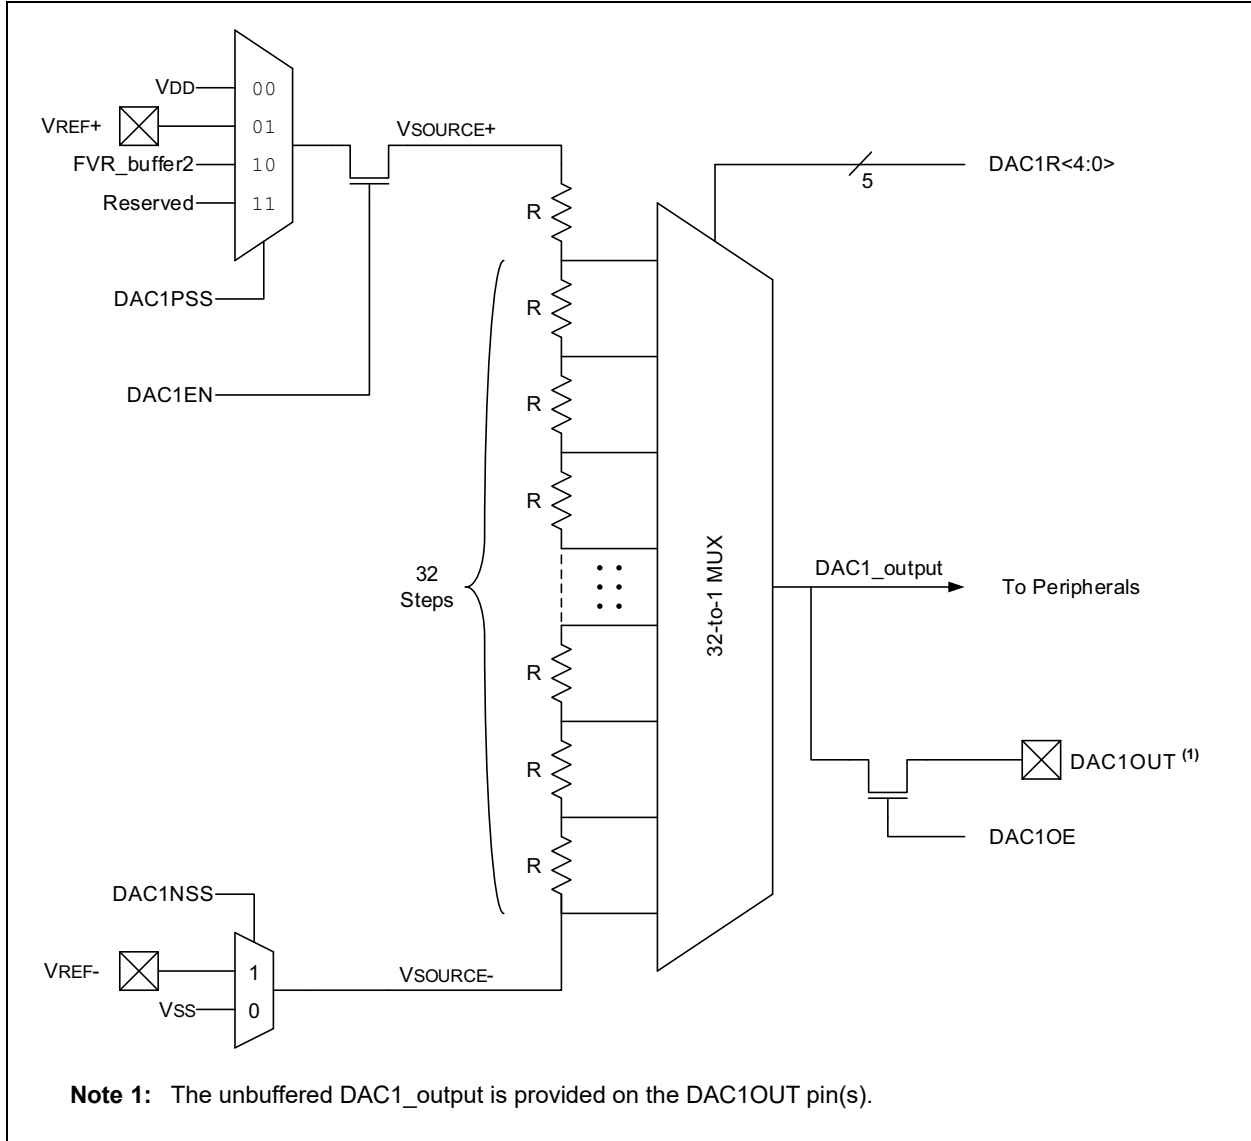 VDD
00
VREF+
01
VSOURCE+
FVR_buffer2
10
DAC1R<4:0>
5
Reserved
11
R
DAC1PSS
R
DAC1EN
R
R
32
Steps
32-to-1 MUX
DAC1_output
To Peripherals
R
R
DAC1OUT (1)
DAC1OE
R
DAC1NSS
VREF-
1
VSOURCE-
VSS
0
Note 1: The unbuffered DAC1_output is provided on the DAC1OUT pin(s).